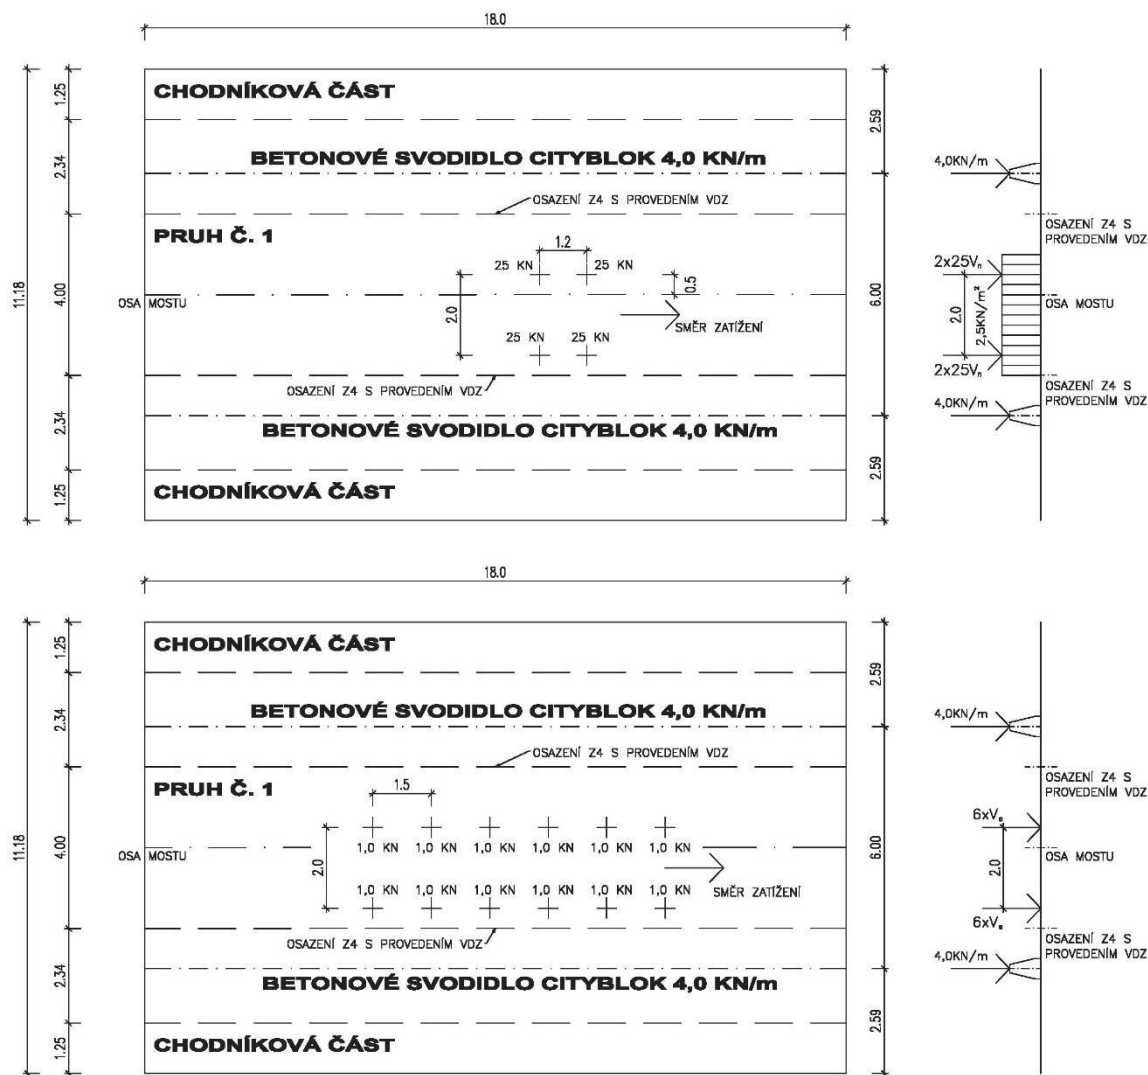 18.0
11.18
1.25
2.34
4.00
2.34
1.25
CHODNÍKOVÁ ČÁST
BETONOVÉ SVODIDLO CITYBLOK 4,0 KN/m
OSAZENÍ Z4 S PROVEDENÍM VDZ
PRUH Č. 1
1.2
25 KN
25 KN
0.5
OSA MOSTU
2.0
SMĚR ZATÍŽENÍ
25 KN
25 KN
OSAZENÍ Z4 S PROVEDENÍM VDZ
BETONOVÉ SVODIDLO CITYBLOK 4,0 KN/m
CHODNÍKOVÁ ČÁST
2.59
6.00
2.59
4,0KN/m
OSAZENÍ Z4 S
PROVEDENÍM VDZ
2x25Vₙ
2.0
2,5KN/m²
OSA MOSTU
2x25Vₙ
OSAZENÍ Z4 S
PROVEDENÍM VDZ
4,0KN/m
18.0
11.18
1.25
2.34
4.00
2.34
1.25
CHODNÍKOVÁ ČÁST
BETONOVÉ SVODIDLO CITYBLOK 4,0 KN/m
OSAZENÍ Z4 S PROVEDENÍM VDZ
PRUH Č. 1
1.5
1,0 KN 1,0 KN 1,0 KN 1,0 KN 1,0 KN 1,0 KN
OSA MOSTU
2.0
1,0 KN 1,0 KN 1,0 KN 1,0 KN 1,0 KN 1,0 KN
SMĚR ZATÍŽENÍ
OSAZENÍ Z4 S PROVEDENÍM VDZ
BETONOVÉ SVODIDLO CITYBLOK 4,0 KN/m
CHODNÍKOVÁ ČÁST
2.59
6.00
2.59
4,0KN/m
OSAZENÍ Z4 S
PROVEDENÍM VDZ
6xVₑ
2.0
OSA MOSTU
6xVₑ
OSAZENÍ Z4 S
PROVEDENÍM VDZ
4,0KN/m